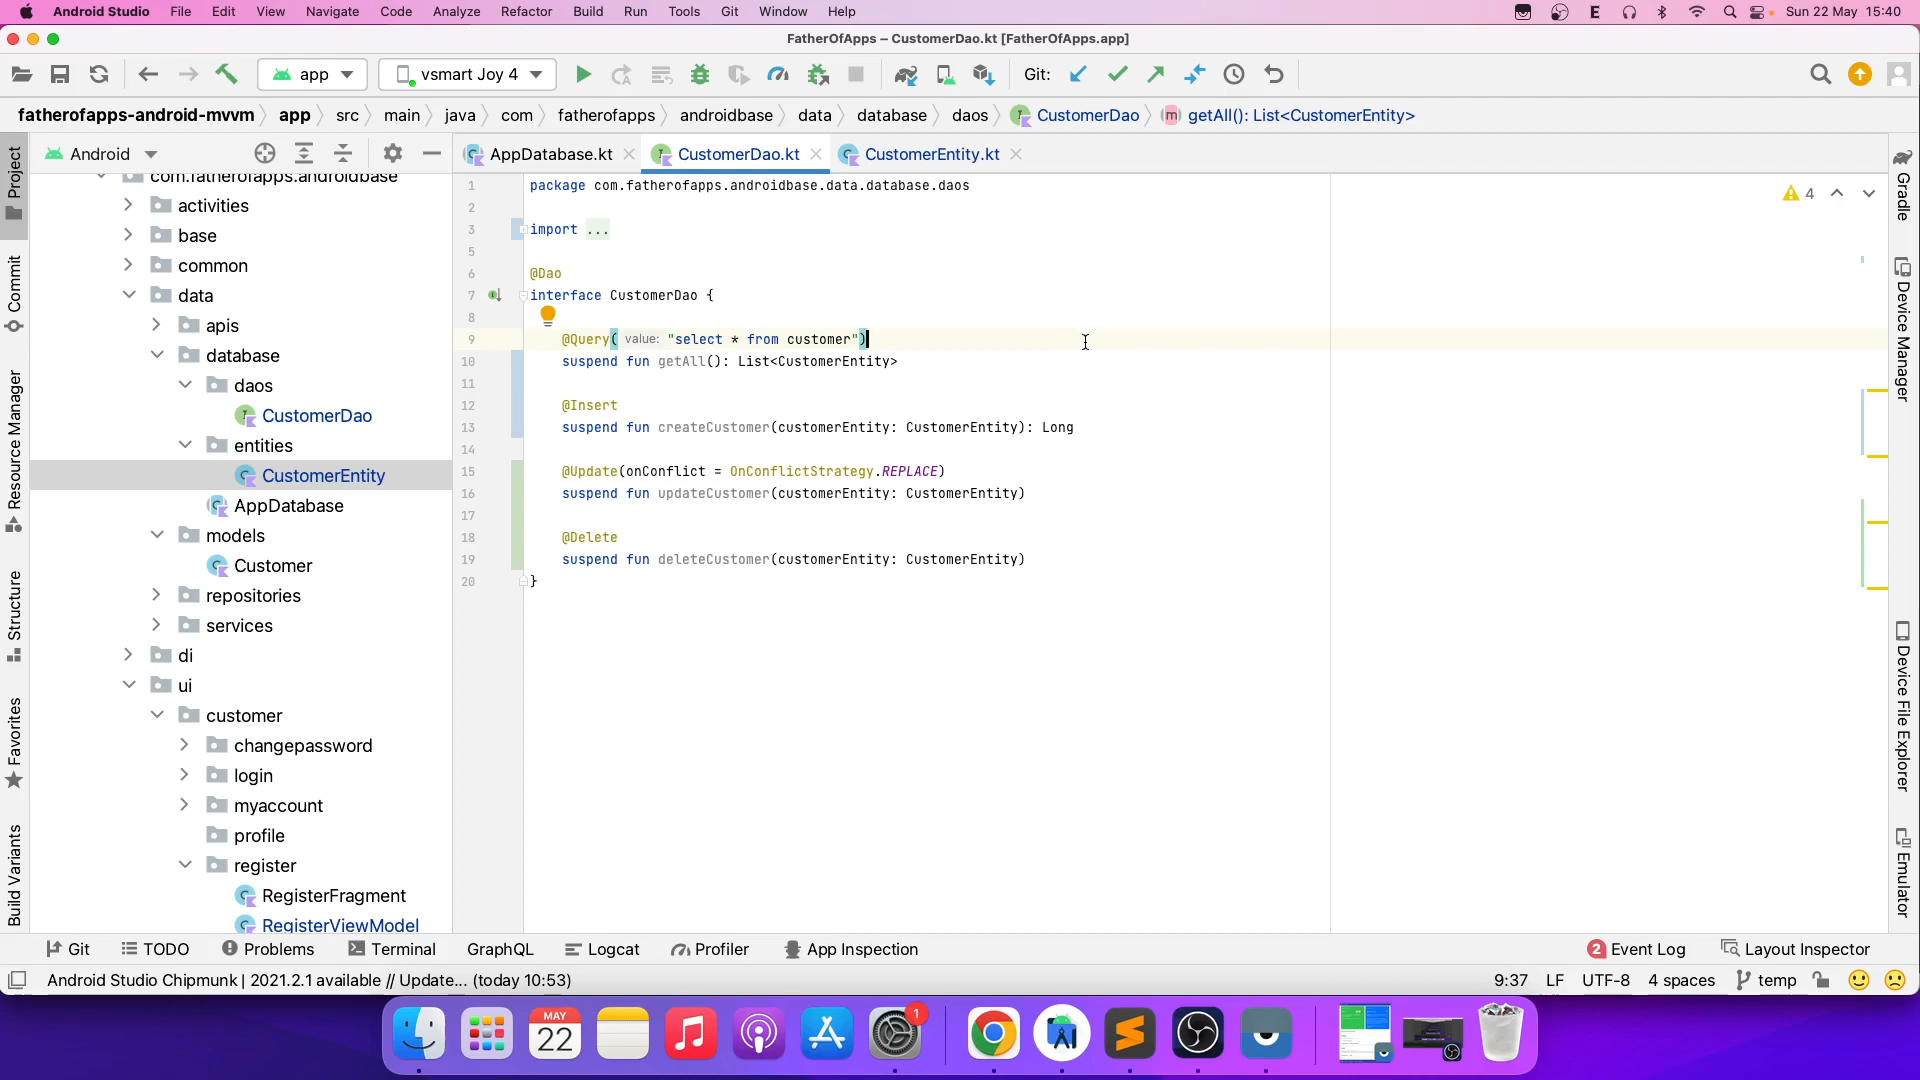 Android Studio File Edit View Navigate Code Analyze Refactor Build Run Tools Git Window Help E Sun 22 May 15:40
FatherOfApps – CustomerDao.kt [FatherOfApps.app]
app vsmart Joy 4 Git:
fatherofapps-android-mvvm app src main java com fatherofapps androidbase data database daos CustomerDao getAll(): List<CustomerEntity>
Android AppDatabase.kt CustomerDao.kt CustomerEntity.kt
com.fatherofapps.androidbase
activities
base
common
data
apis
database
daos
CustomerDao
entities
CustomerEntity
AppDatabase
models
Customer
repositories
services
di
ui
customer
changepassword
login
myaccount
profile
register
RegisterFragment
RegisterViewModel
1 package com.fatherofapps.androidbase.data.database.daos
2
3 import ...
5
6 @Dao
7 interface CustomerDao {
8
9 @Query( value: "select * from customer")
10 suspend fun getAll(): List<CustomerEntity>
11
12 @Insert
13 suspend fun createCustomer(customerEntity: CustomerEntity): Long
14
15 @Update(onConflict = OnConflictStrategy.REPLACE)
16 suspend fun updateCustomer(customerEntity: CustomerEntity)
17
18 @Delete
19 suspend fun deleteCustomer(customerEntity: CustomerEntity)
20 }
4
Project
Commit
Resource Manager
Structure
Favorites
Build Variants
Gradle
Device Manager
Device File Explorer
Emulator
Git TODO Problems Terminal GraphQL Logcat Profiler App Inspection 2 Event Log Layout Inspector
Android Studio Chipmunk | 2021.2.1 available // Update... (today 10:53) 9:37 LF UTF-8 4 spaces temp
MAY
22
1